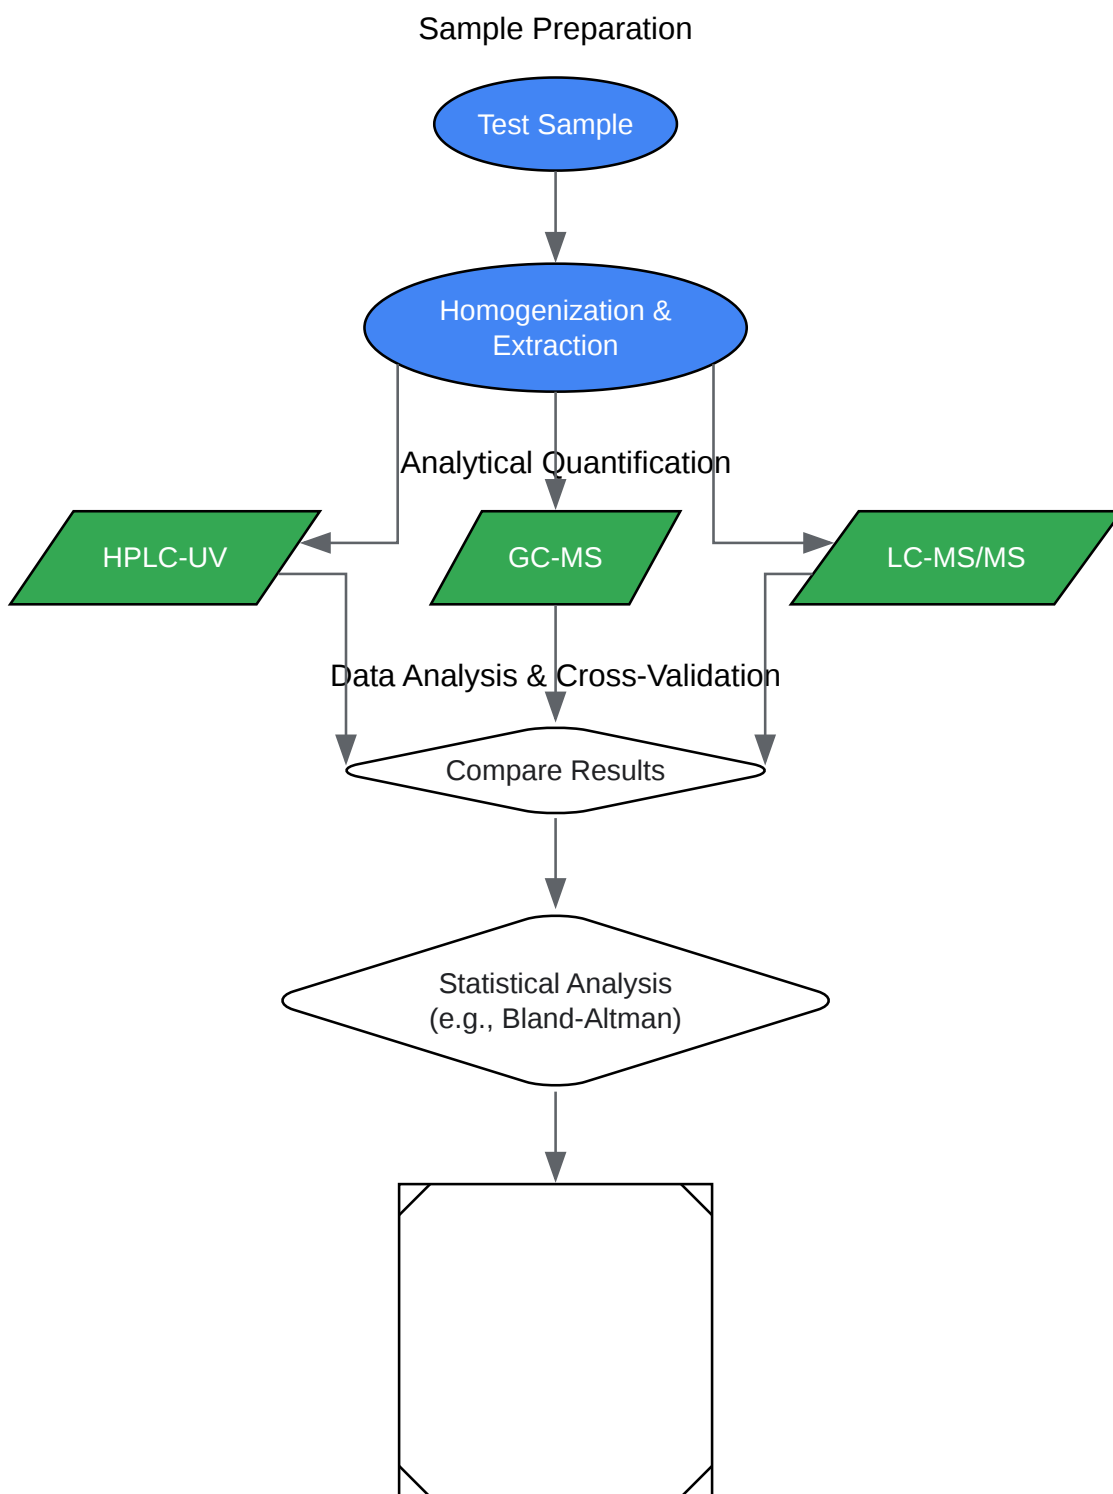 Sample Preparation
Test Sample
Homogenization &
Extraction
Analytical Quantification
HPLC-UV
GC-MS
LC-MS/MS
Data Analysis & Cross-Validation
Compare Results
Statistical Analysis
(e.g., Bland-Altman)